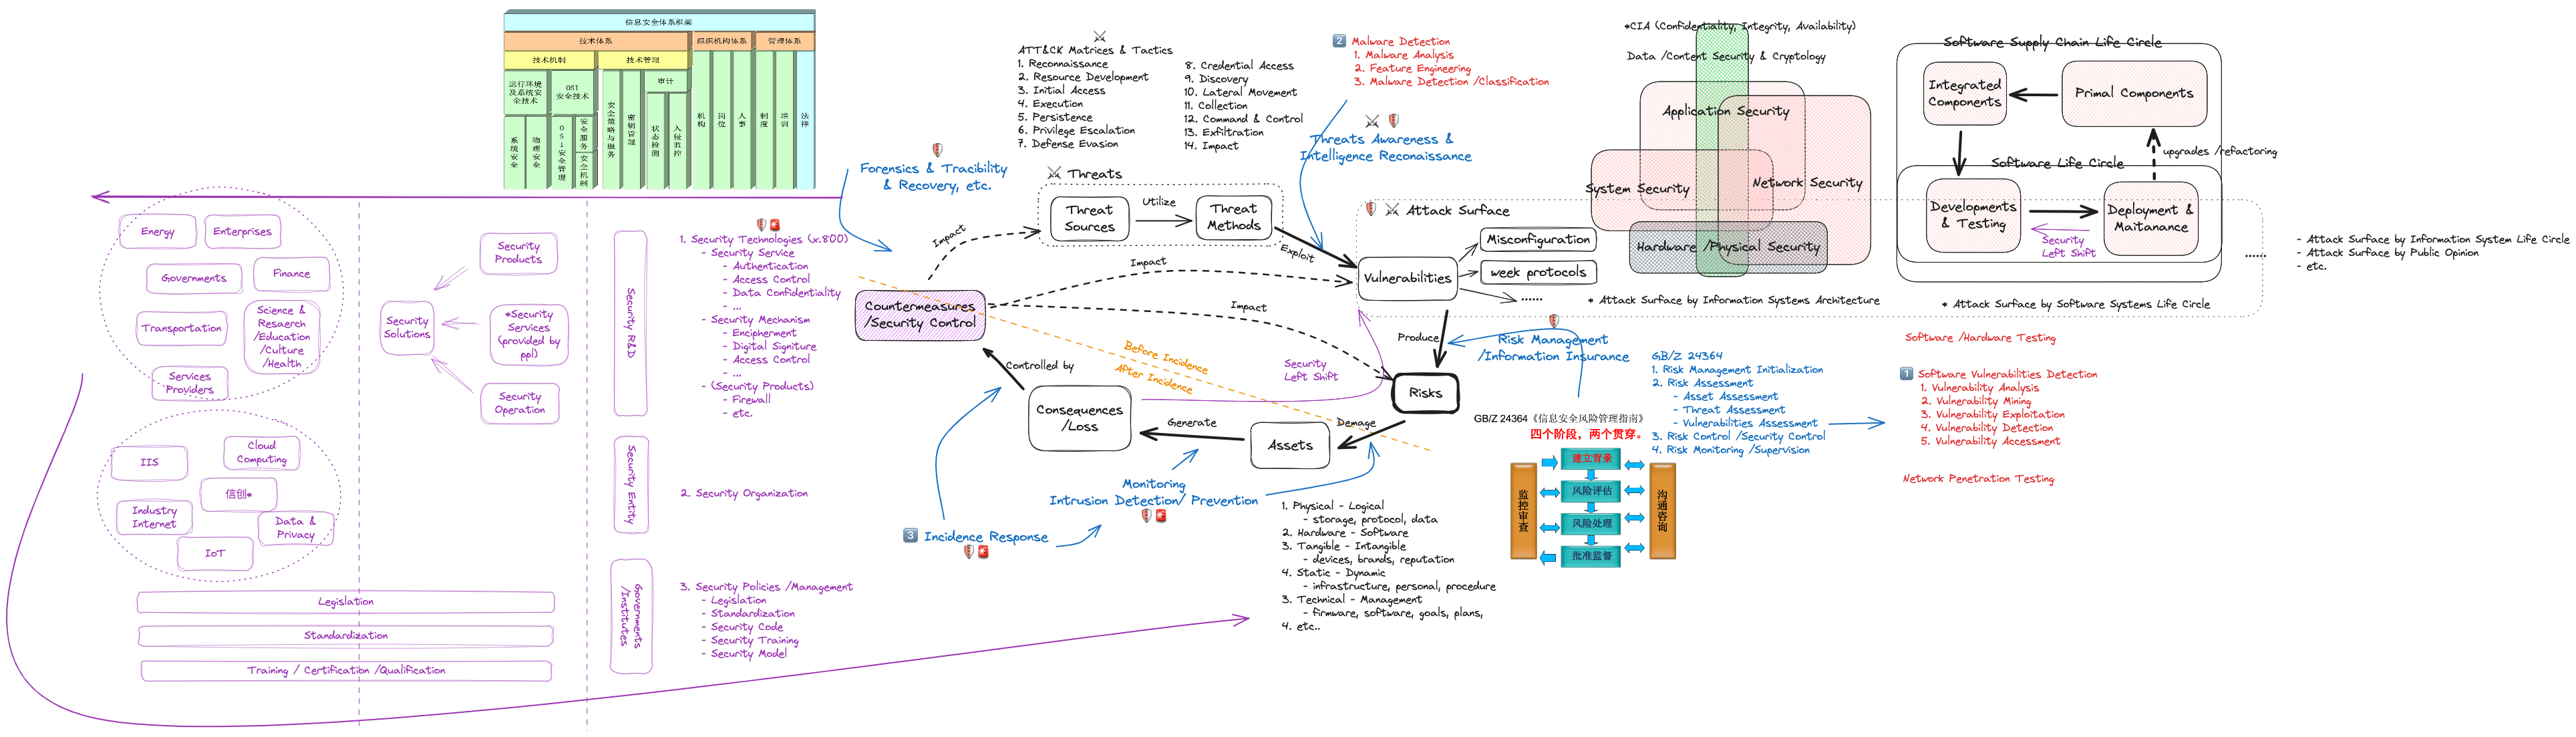 信息安全体系框架
技术体系
组织机构体系
管理体系
技术机制
技术管理
运行环境
及系统安
全技术
OSI
安全技术
审计
系统安全
物理安全
OSI安全管理
安全服务
安全机制
安全策略与服务
密钥管理
状态检测
入侵监控
机构
岗位
人事
制度
培训
法律
ATT&CK Matrices & Tactics
1. Reconnaissance
2. Resource Development
3. Initial Access
4. Execution
5. Persistence
6. Privilege Escalation
7. Defense Evasion
8. Credential Access
9. Discovery
10. Lateral Movement
11. Collection
12. Command & Control
13. Exfiltration
14. Impact
2 Malware Detection
1. Malware Analysis
2. Feature Engineering
3. Malware Detection /Classification
Threats Awareness &
Intelligence Reconaissance
Forensics & Tracibility
& Recovery, etc.
Threats
Threat
Sources
Utilize
Threat
Methods
Exploit
Impact
Impact
Impact
*CIA (Confidentiality, Integrity, Availability)
Data /Content Security & Cryptology
Application Security
System Security
Network Security
Hardware /Physical Security
Software Supply Chain Life Circle
Integrated
Components
Primal Components
upgrades /refactoring
Software Life Circle
Developments
& Testing
Deployment &
Maitanance
Security
Left Shift
Attack Surface
Vulnerabilities
Misconfiguration
week protocols
......
* Attack Surface by Information Systems Architecture
* Attack Surface by Software Systems Life Circle
......
- Attack Surface by Information System Life Circle
- Attack Surface by Public Opinion
- etc.
Energy
Enterprises
Governments
Finance
Transportation
Science &
Resaerch
/Education
/Culture
/Health
Services
Providers
IIS
Cloud
Computing
信创*
Industry
Internet
Data &
Privacy
IoT
Security
Products
Security
Solutions
*Security
Services
(provided by
ppl)
Security
Operation
Legislation
Standardization
Training / Certification /Qualification
Security R&D
Security Entity
Governments
/Institutes
1. Security Technologies (x.800)
- Security Service
- Authentication
- Access Control
- Data Confidentiality
- ...
- Security Mechanism
- Encipherment
- Digital Signiture
- Access Control
- ...
- (Security Products)
- Firewall
- etc.
2. Security Organization
3. Security Policies /Management
- Legislation
- Standardization
- Security Code
- Security Training
- Security Model
Countermeasures
/Security Control
Before Incidence
After Incidence
Controlled by
Consequences
/Loss
Generate
Assets
Demage
Risks
Produce
Security
Left Shift
Risk Management
/Information Insurance
Monitoring
Intrusion Detection/ Prevention
3 Incidence Response
1. Physical - Logical
- storage, protocol, data
2. Hardware - Software
3. Tangible - Intangible
- devices, brands, reputation
4. Static - Dynamic
- infrastructure, personal, procedure
3. Technical - Management
- firmware, software, goals, plans,
4. etc..
GB/Z 24364
1. Risk Management Initialization
2. Risk Assessment
- Asset Assessment
- Threat Assessment
- Vulnerabilities Assessment
3. Risk Control /Security Control
4. Risk Monitoring /Supervision
GB/Z 24364《信息安全风险管理指南》
四个阶段，两个贯穿。
建立背景
风险评估
风险处理
批准监督
监控审查
沟通咨询
Software /Hardware Testing
1 Software Vulnerabilities Detection
1. Vulnerability Analysis
2. Vulnerability Mining
3. Vulnerability Exploitation
4. Vulnerability Detection
5. Vulnerability Accessment
Network Penetration Testing